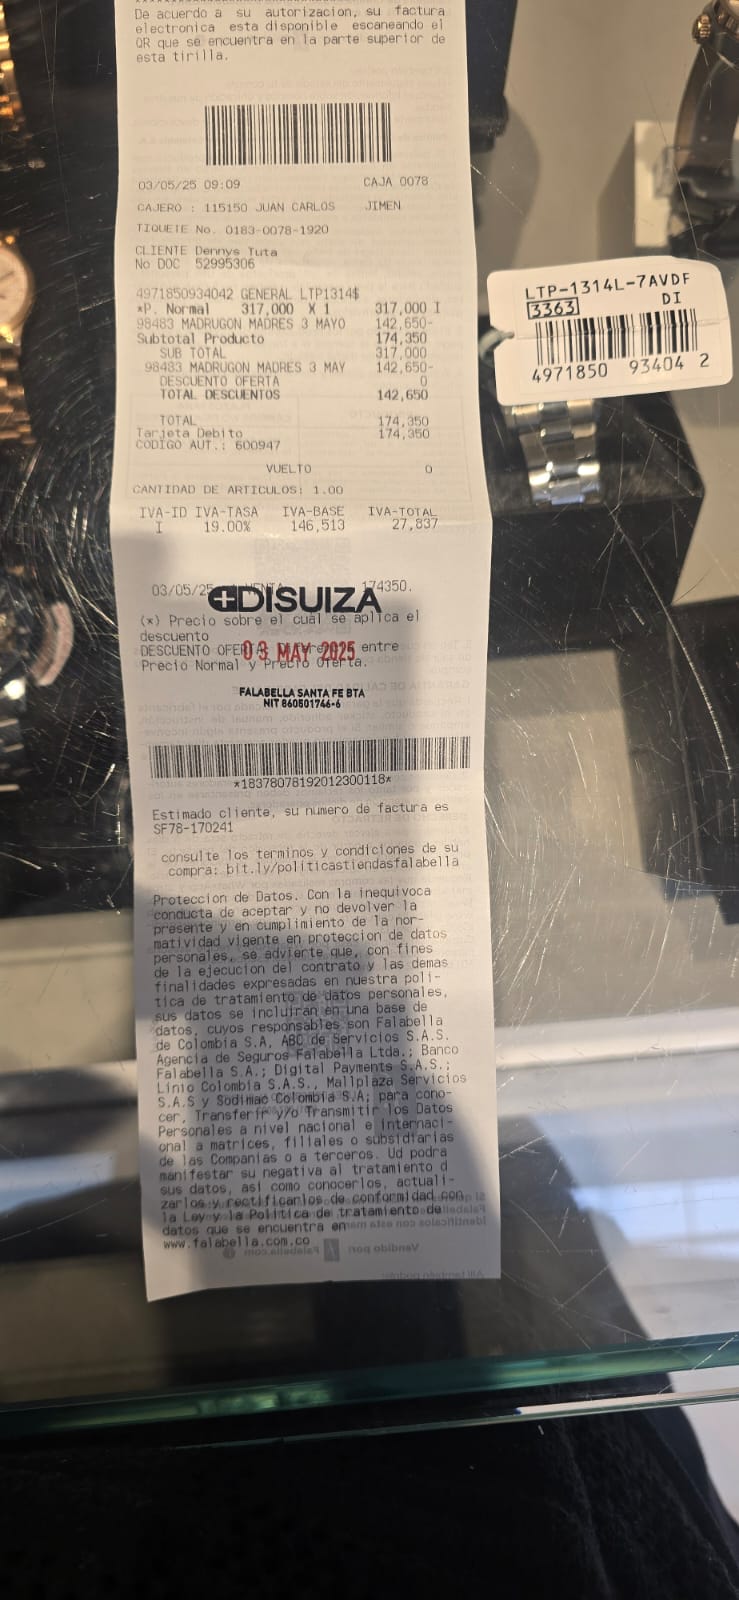 De acuerdo a su autorizacion, su factura
electronica esta disponible escaneando el
QR que se encuentra en la parte superior de
esta tirilla.
03/05/25 09:09 CAJA 0078
CAJERO : 115150 JUAN CARLOS JIMEN
TIQUETE No. 0183-0078-1920
CLIENTE Dennys Tuta
No DOC 52995306
4971850934042 GENERAL LTP1314$
*P. Normal 317,000 X 1 317,000 I
98483 MADRUGON MADRES 3 MAYO 142,650-
Subtotal Producto 174,350
SUB TOTAL 317,000
98483 MADRUGON MADRES 3 MAY 142,650-
DESCUENTO OFERTA 0
TOTAL DESCUENTOS 142,650
TOTAL 174,350
Tarjeta Debito 174,350
CODIGO AUT.: 600947
VUELTO 0
CANTIDAD DE ARTICULOS: 1.00
IVA-ID IVA-TASA IVA-BASE IVA-TOTAL
I 19.00% 146,513 27,837
03/05/25 VENTA 174350.
DISUIZA
(*) Precio sobre el cual se aplica el
descuento
DESCUENTO OFERTA: entre
03 MAY 2025
Precio Normal y Precio Oferta.
FALABELLA SANTA FE BTA
NIT 860501746-6
*18378078192012300118*
Estimado cliente, su numero de factura es
SF78-170241
consulte los terminos y condiciones de su
compra: bit.ly/politicastiendasfalabella
Proteccion de Datos. Con la inequivoca
conducta de aceptar y no devolver la
presente y en cumplimiento de la nor-
matividad vigente en proteccion de datos
personales, se advierte que, con fines
de la ejecucion del contrato y las demas
finalidades expresadas en nuestra poli-
tica de tratamiento de datos personales,
sus datos se incluiran en una base de
datos, cuyos responsables son Falabella
de Colombia S.A, ABC de Servicios S.A.S.
Agencia de Seguros Falabella Ltda.; Banco
Falabella S.A.; Digital Payments S.A.S.;
Linio Colombia S.A.S., Mallplaza Servicios
S.A.S y Sodimac Colombia S.A; para cono-
cer, Transferir y/o Transmitir los Datos
Personales a nivel nacional e internaci-
onal a matrices, filiales o subsidiarias
de las Companias o a terceros. Ud podra
manifestar su negativa al tratamiento d
sus datos, asi como conocerlos, actuali-
zarlos y rectificarlos de conformidad con
la Ley y la Politica de tratamiento de
datos que se encuentra en
www.falabella.com.co
LTP-1314L-7AVDF
3363 DI
4971850 93404 2